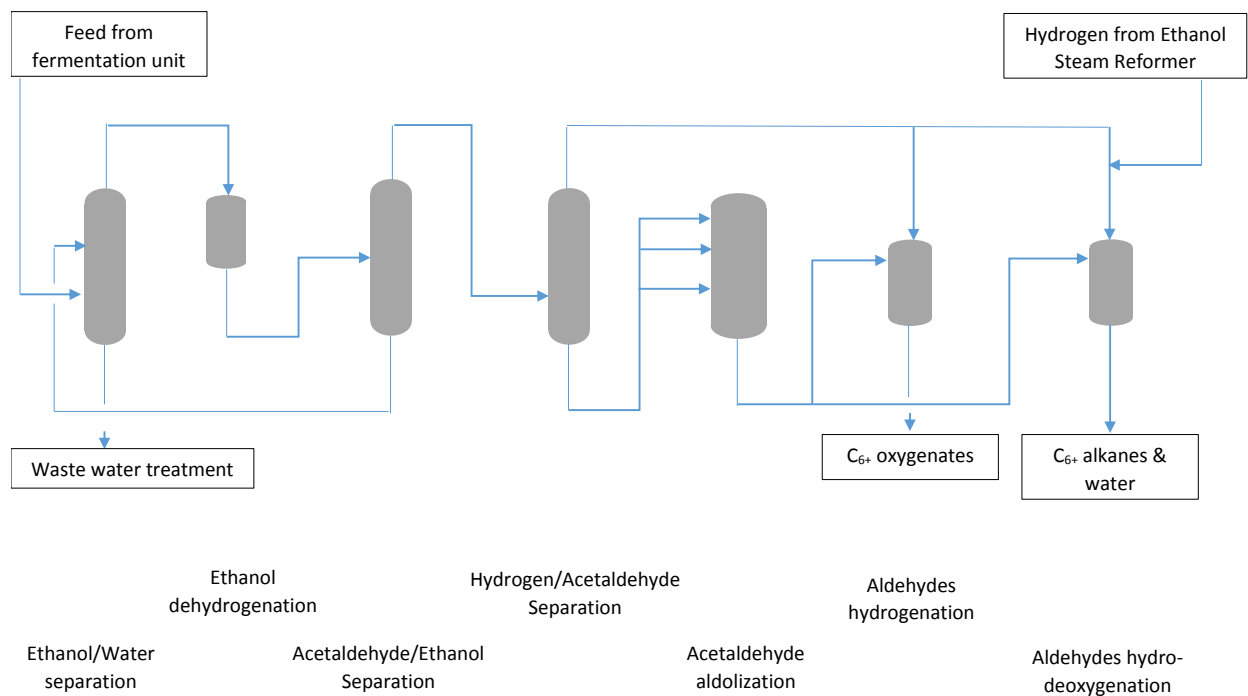 Feed from
fermentation unit
Hydrogen from Ethanol
Steam Reformer
Waste water treatment
C₆₊ oxygenates
C₆₊ alkanes &
water
Ethanol
dehydrogenation
Hydrogen/Acetaldehyde
Separation
Aldehydes
hydrogenation
Ethanol/Water
separation
Acetaldehyde/Ethanol
Separation
Acetaldehyde
aldolization
Aldehydes hydro-
deoxygenation